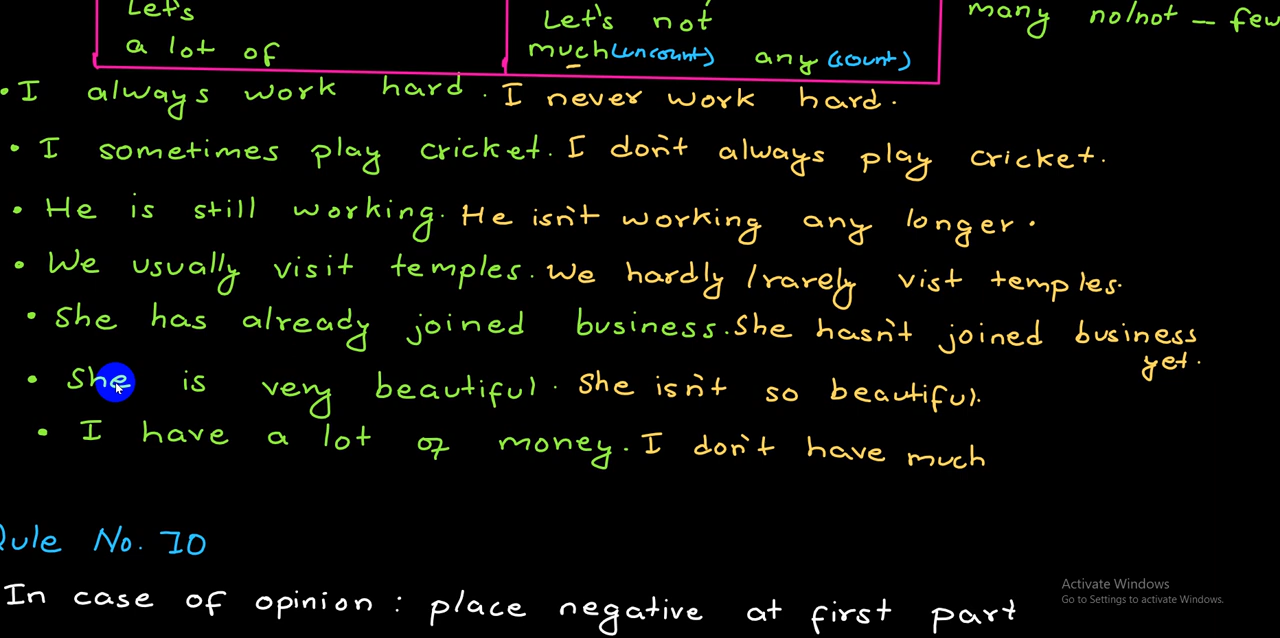 Let's
Let's not
many no/not — few
a lot of
much (uncount) any (count)
• I always work hard. I never work hard.
• I sometimes play cricket. I don't always play cricket.
• He is still working. He isn't working any longer.
• We usually visit temples. We hardly / rarely vist temples.
• She has already joined business. She hasn't joined business
yet.
• She is very beautiful. She isn't so beautiful.
• I have a lot of money. I don't have much
Rule No. 10
In case of opinion : place negative at first part
Activate Windows
Go to Settings to activate Windows.